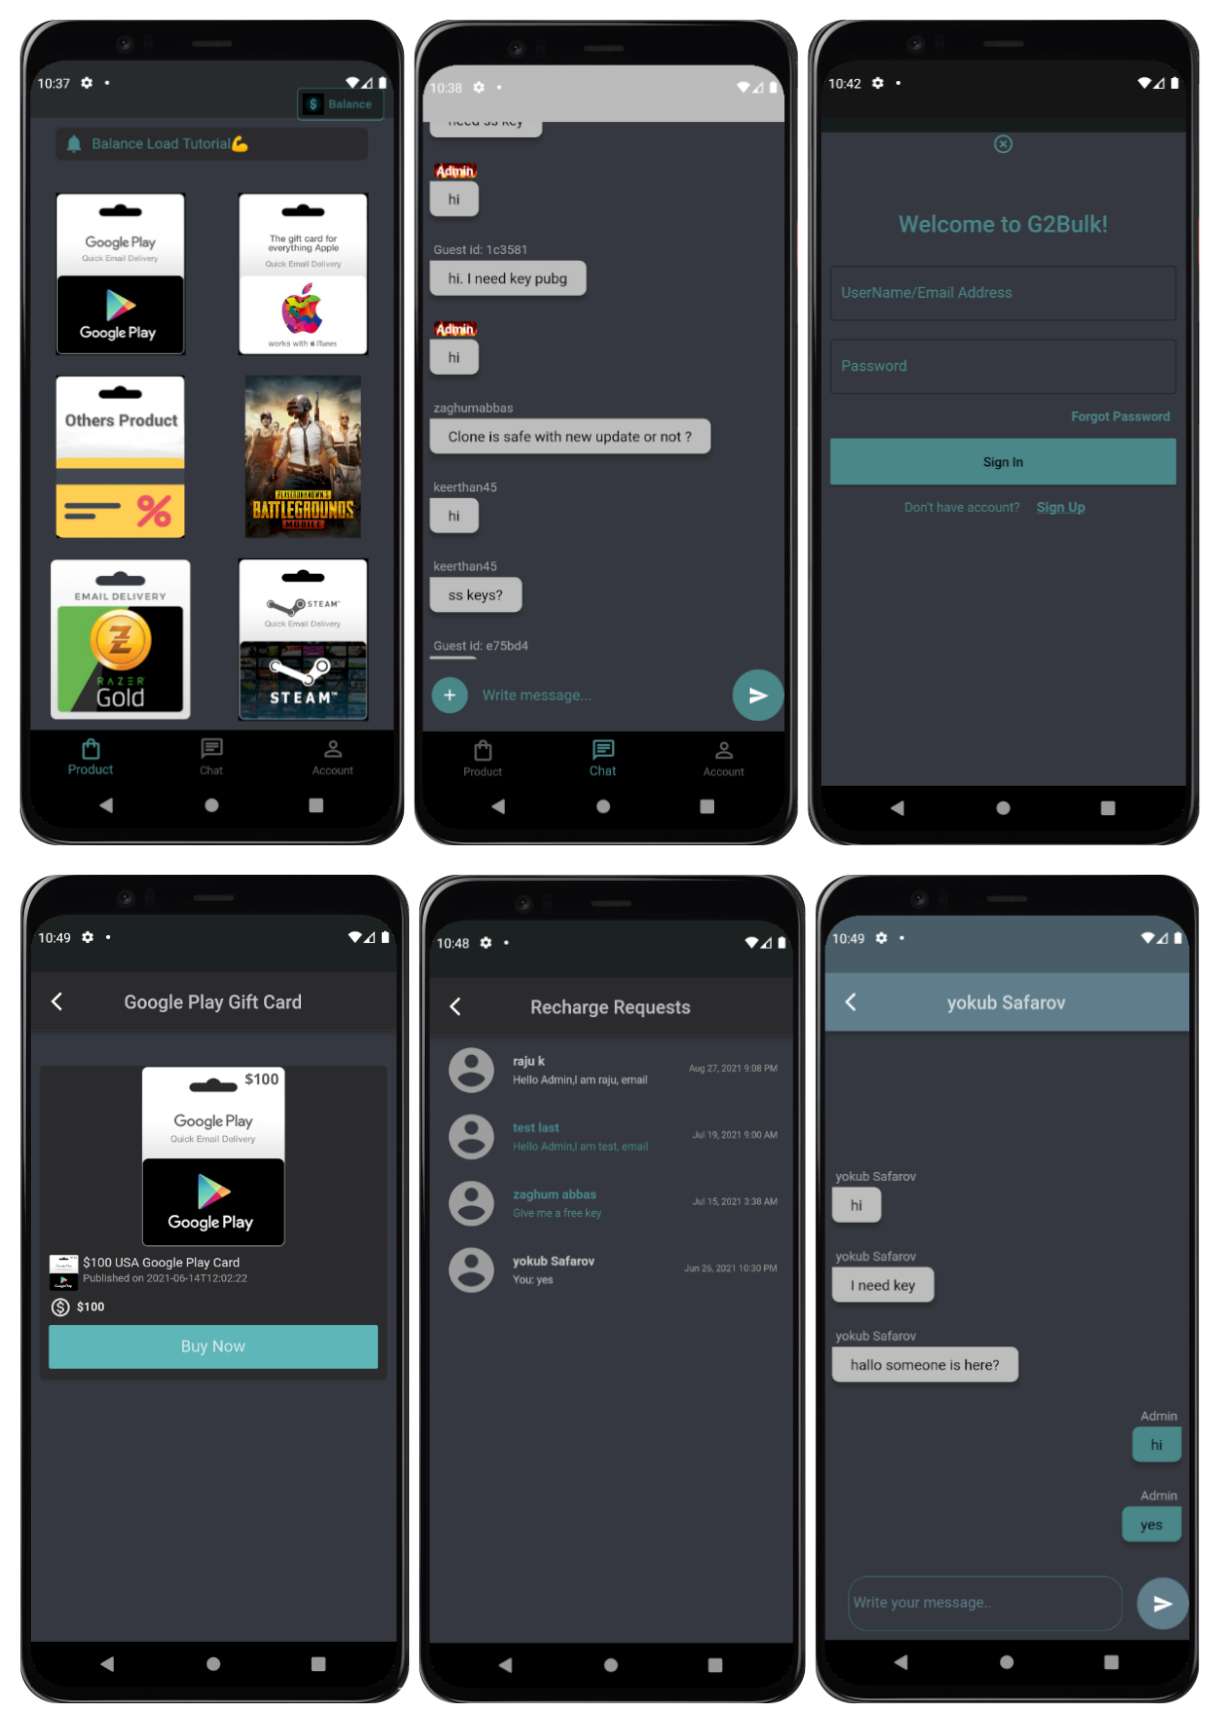 10:37
Balance
Balance Load Tutorial💪
Google Play
Quick Email Delivery
Google Play
The gift card for
everything Apple
Quick Email Delivery
works with iTunes
Others Product
%
PLAYERUNKNOWN'S
BATTLEGROUNDS
MOBILE
EMAIL DELIVERY
RAZER
Gold
STEAM™
Quick Email Delivery
STEAM™
Product
Chat
Account
10:38
need ss key
Admin
hi
Guest id: 1c3581
hi. I need key pubg
Admin
hi
zaghumabbas
Clone is safe with new update or not ?
keerthan45
hi
keerthan45
ss keys?
Guest id: e75bd4
Write message...
Product
Chat
Account
10:42
Welcome to G2Bulk!
UserName/Email Address
Password
Forgot Password
Sign In
Don't have account? Sign Up
10:49
Google Play Gift Card
$100
Google Play
Quick Email Delivery
Google Play
$100 USA Google Play Card
Published on 2021-06-14T12:02:22
$100
Buy Now
10:48
Recharge Requests
raju k
Hello Admin,I am raju, email
Aug 27, 2021 9:08 PM
test last
Hello Admin,I am test, email
Jul 19, 2021 9:00 AM
zaghum abbas
Give me a free key
Jul 15, 2021 3:38 AM
yokub Safarov
You: yes
Jun 26, 2021 10:30 PM
10:49
yokub Safarov
yokub Safarov
hi
yokub Safarov
I need key
yokub Safarov
hallo someone is here?
Admin
hi
Admin
yes
Write your message..